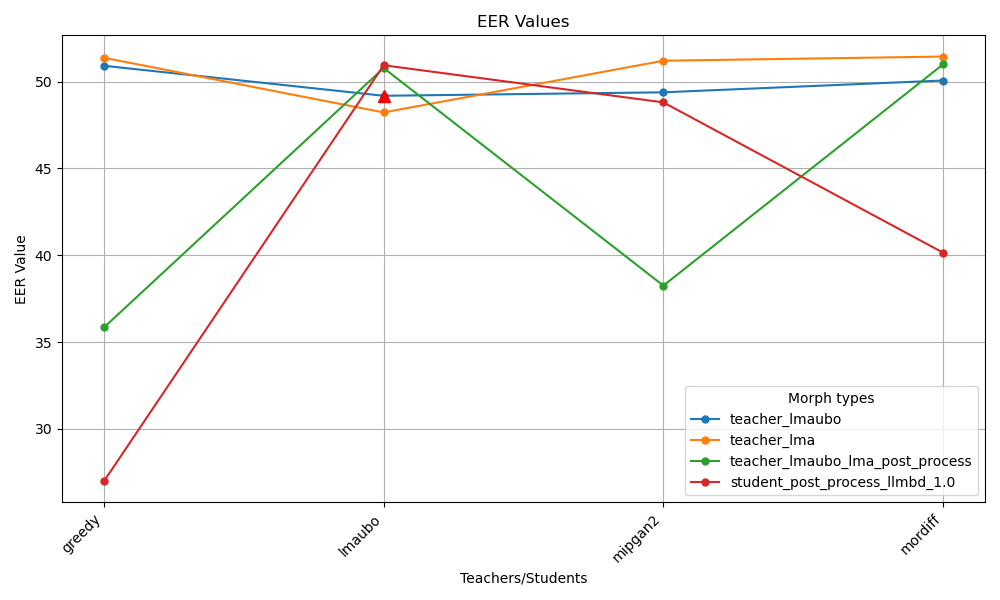 EER Values
EER Value
50
45
40
35
30
greedy
lmaubo
mipgan2
mordiff
Teachers/Students
Morph types
teacher_lmaubo
teacher_lma
teacher_lmaubo_lma_post_process
student_post_process_llmbd_1.0